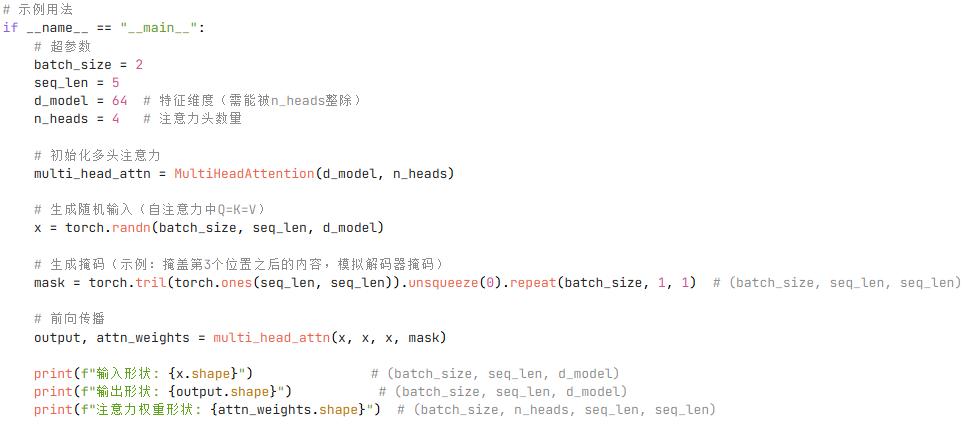 # 示例用法
if __name__ == "__main__":
    # 超参数
    batch_size = 2
    seq_len = 5
    d_model = 64  # 特征维度（需能被n_heads整除）
    n_heads = 4   # 注意力头数量

    # 初始化多头注意力
    multi_head_attn = MultiHeadAttention(d_model, n_heads)

    # 生成随机输入（自注意力中Q=K=V）
    x = torch.randn(batch_size, seq_len, d_model)

    # 生成掩码（示例：掩盖第3个位置之后的内容，模拟解码器掩码）
    mask = torch.tril(torch.ones(seq_len, seq_len)).unsqueeze(0).repeat(batch_size, 1, 1)  # (batch_size, seq_len, seq_len)

    # 前向传播
    output, attn_weights = multi_head_attn(x, x, x, mask)

    print(f"输入形状: {x.shape}")               # (batch_size, seq_len, d_model)
    print(f"输出形状: {output.shape}")           # (batch_size, seq_len, d_model)
    print(f"注意力权重形状: {attn_weights.shape}")  # (batch_size, n_heads, seq_len, seq_len)